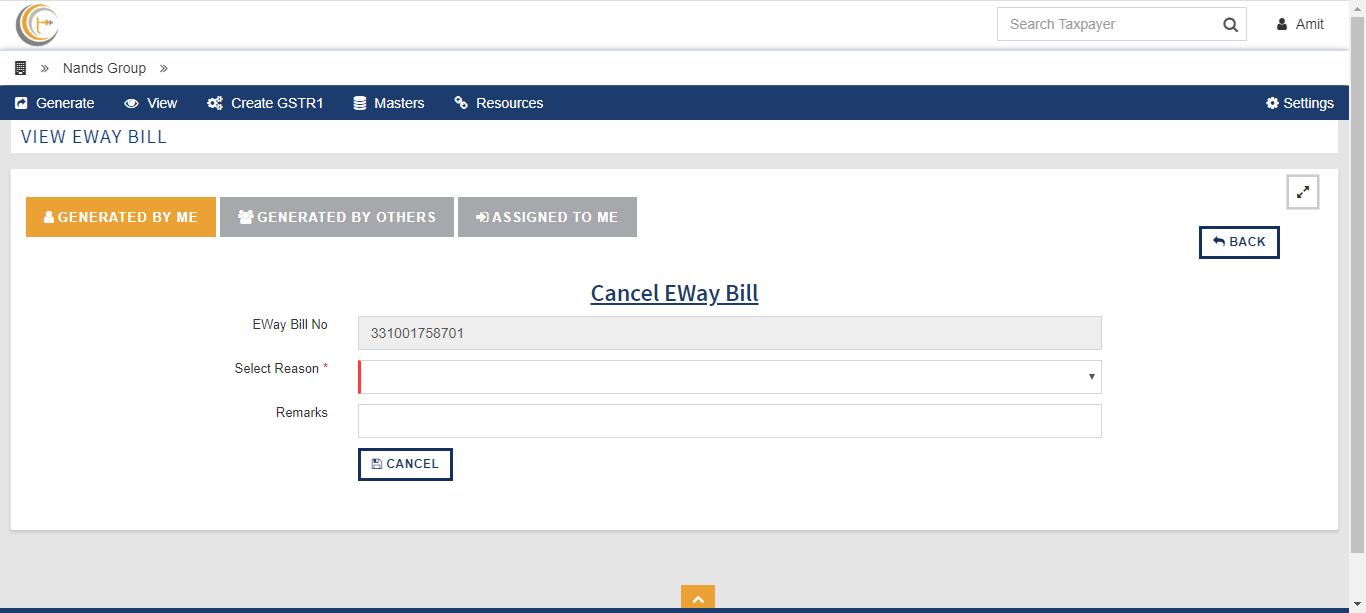 Search Taxpayer
Amit
» Nands Group »
Generate View Create GSTR1 Masters Resources Settings
VIEW EWAY BILL
GENERATED BY ME GENERATED BY OTHERS ASSIGNED TO ME
BACK
Cancel EWay Bill
EWay Bill No 331001758701
Select Reason *
Remarks
CANCEL